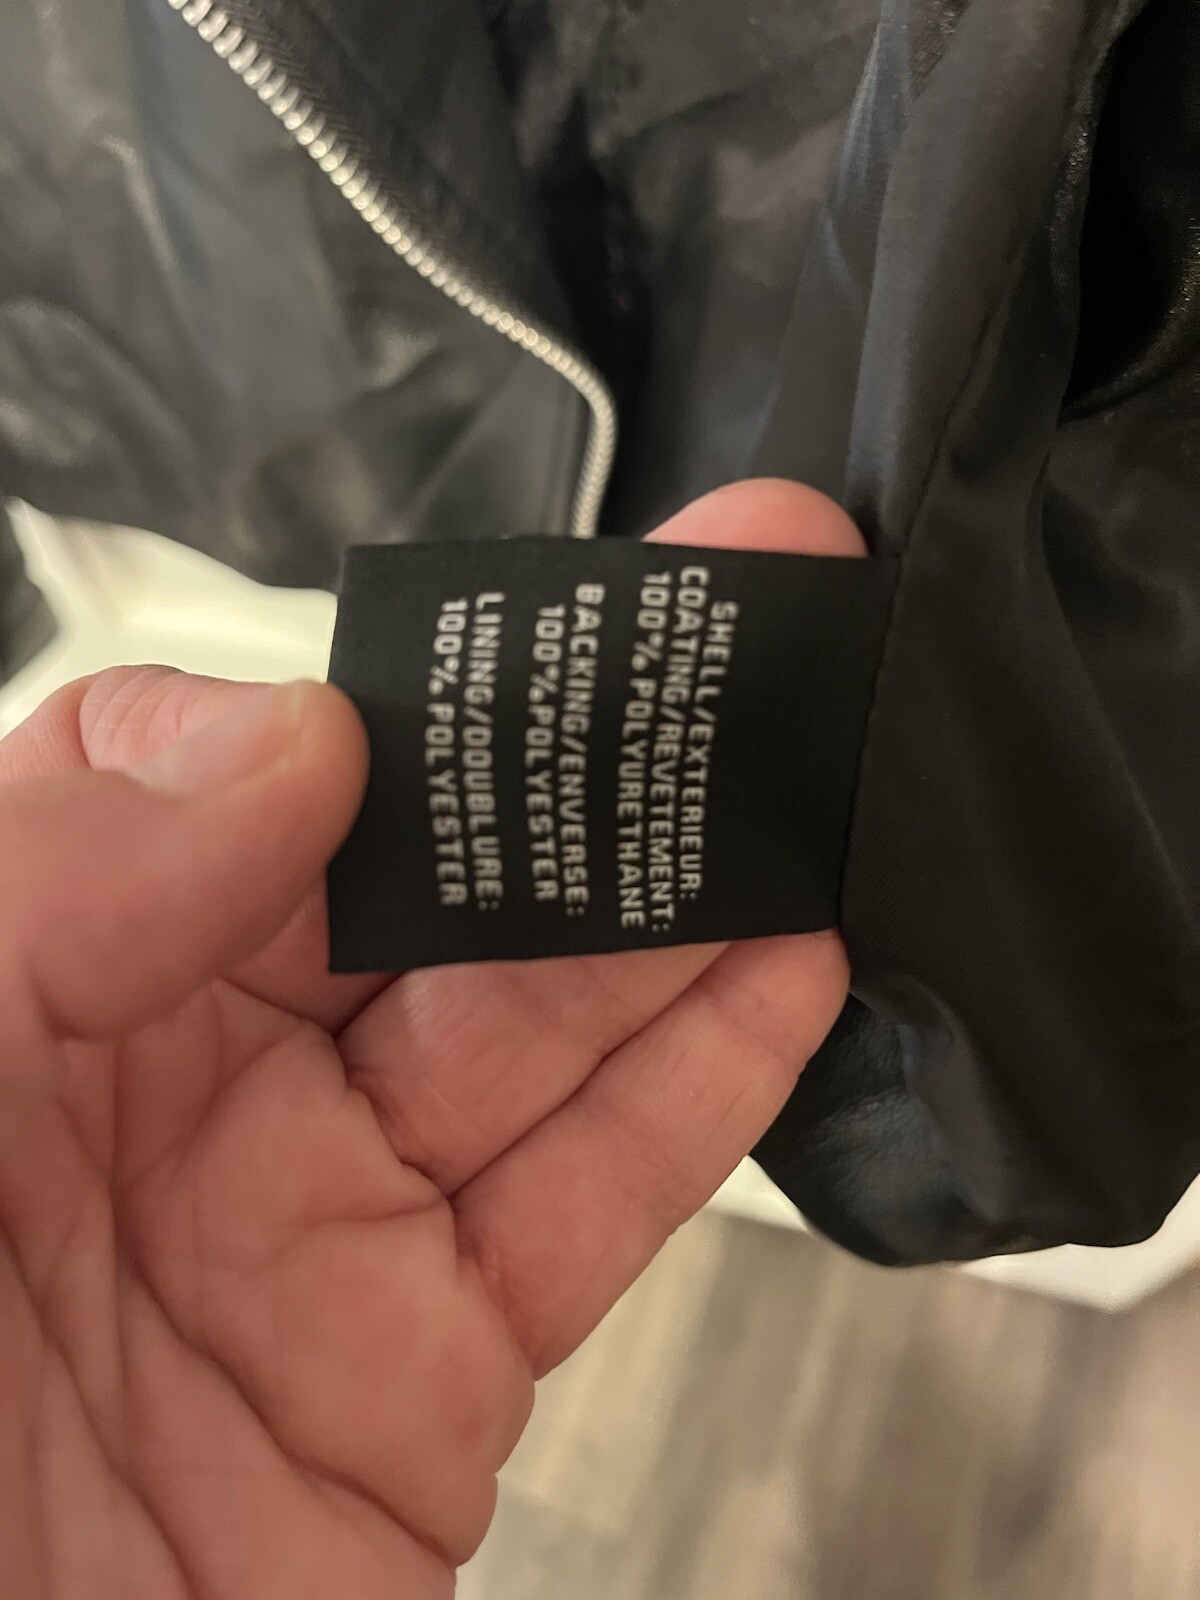 SHELL/EXTERIEUR:
COATING/REVETEMENT:
100%POLYURETHANE
BACKING/ENVERSE:
100%POLYESTER
LINING/DOUBLURE:
100%POLYESTER